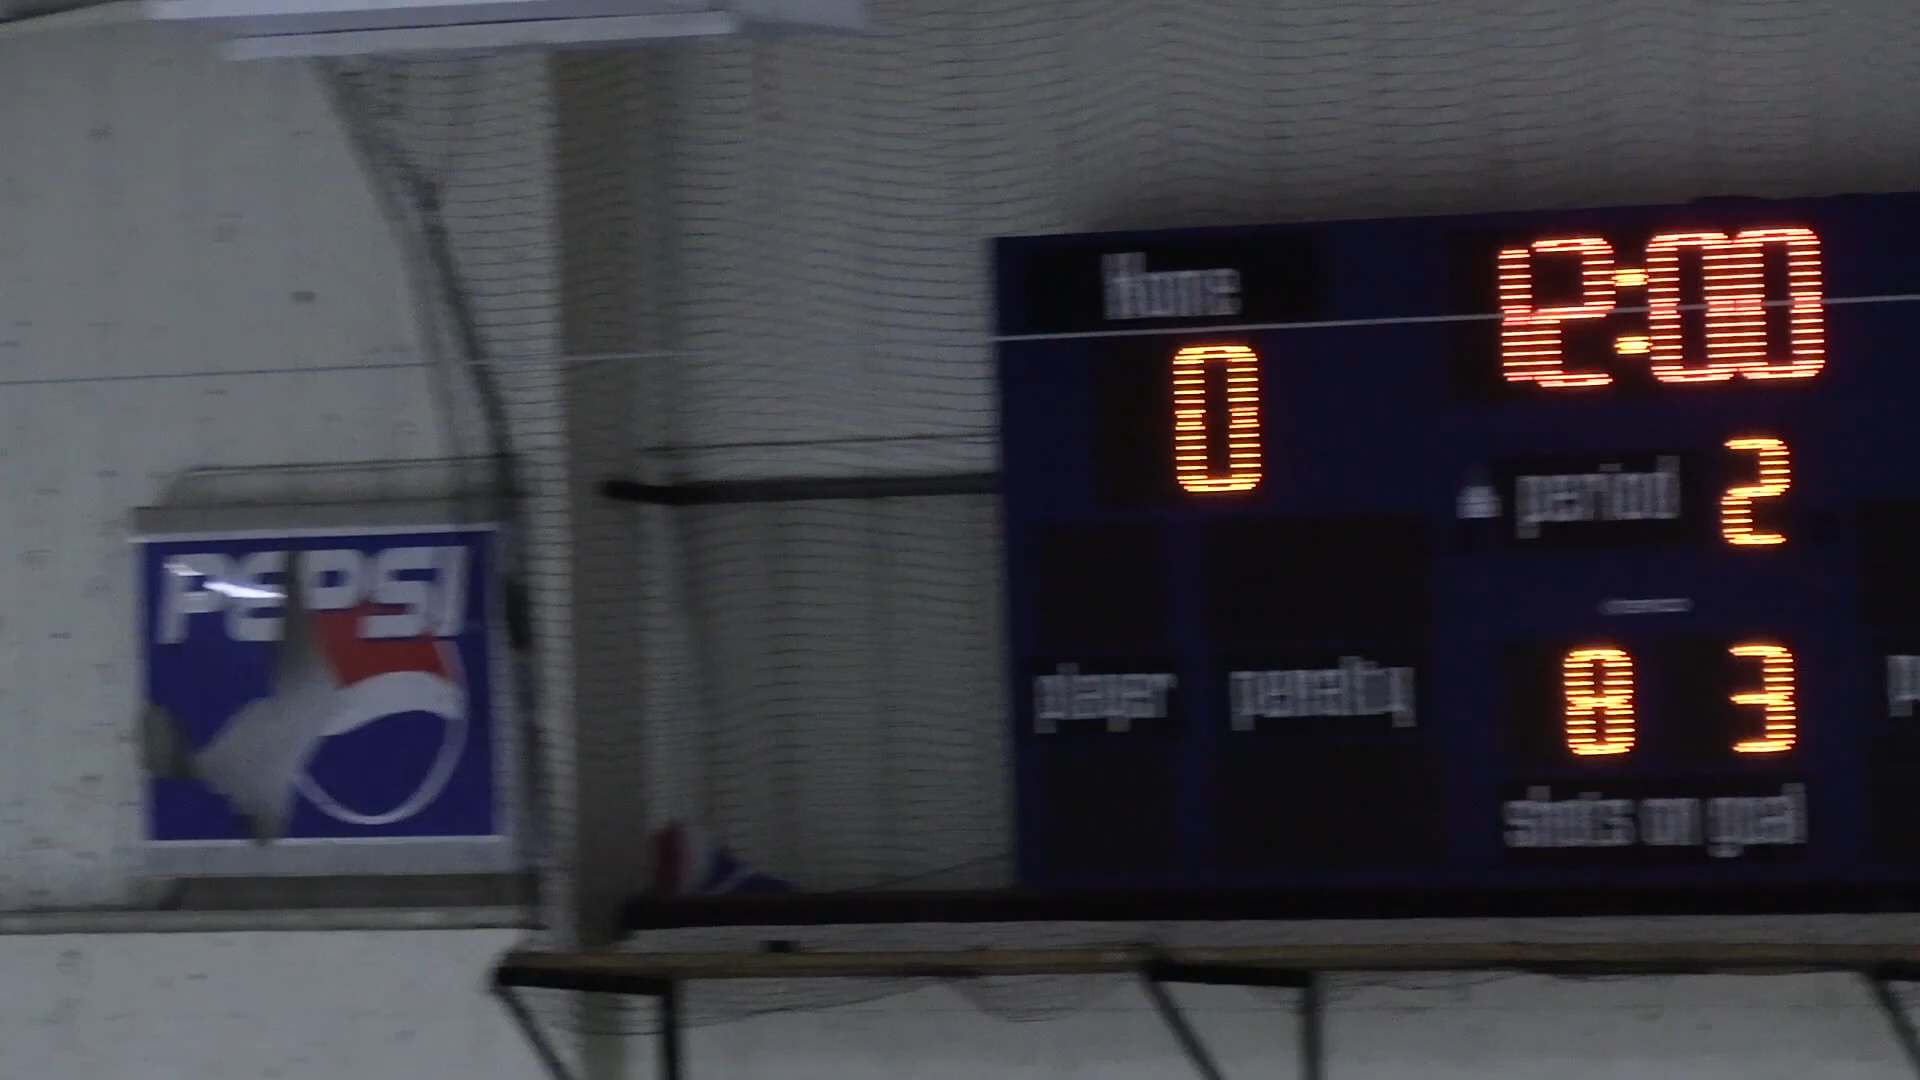 Home
12:00
0
period 2
PEPSI
player penalty
8 3
shots on goal